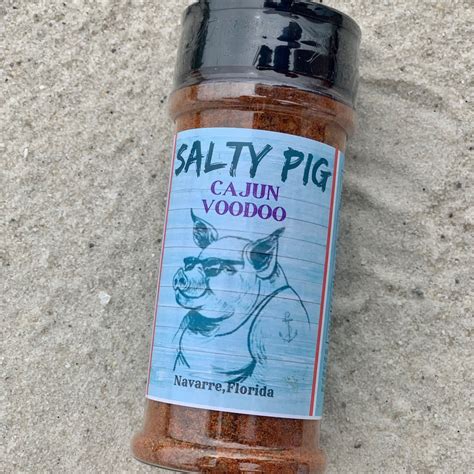 SALTY PIG
CAJUN
VOODOO
Navarre,Florida